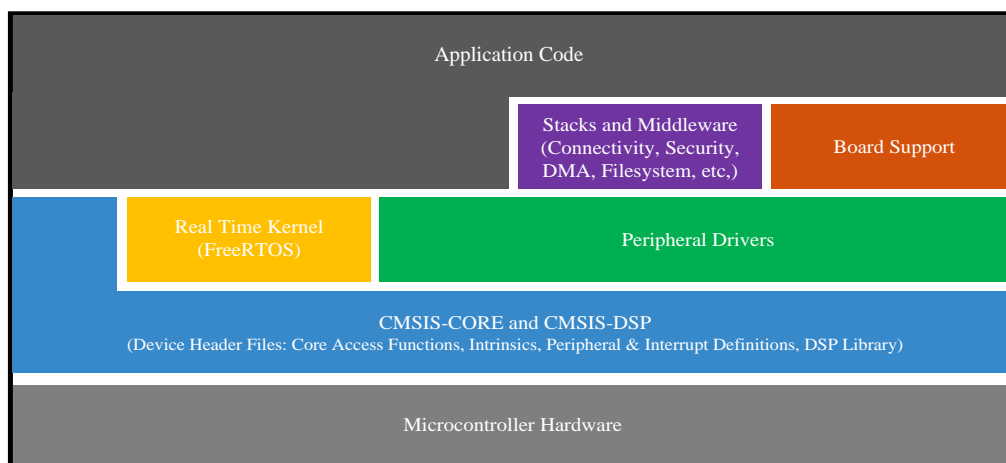 Application Code
Stacks and Middleware
(Connectivity, Security,
DMA, Filesystem, etc,)
Board Support
Real Time Kernel
(FreeRTOS)
Peripheral Drivers
CMSIS-CORE and CMSIS-DSP
(Device Header Files: Core Access Functions, Intrinsics, Peripheral & Interrupt Definitions, DSP Library)
Microcontroller Hardware